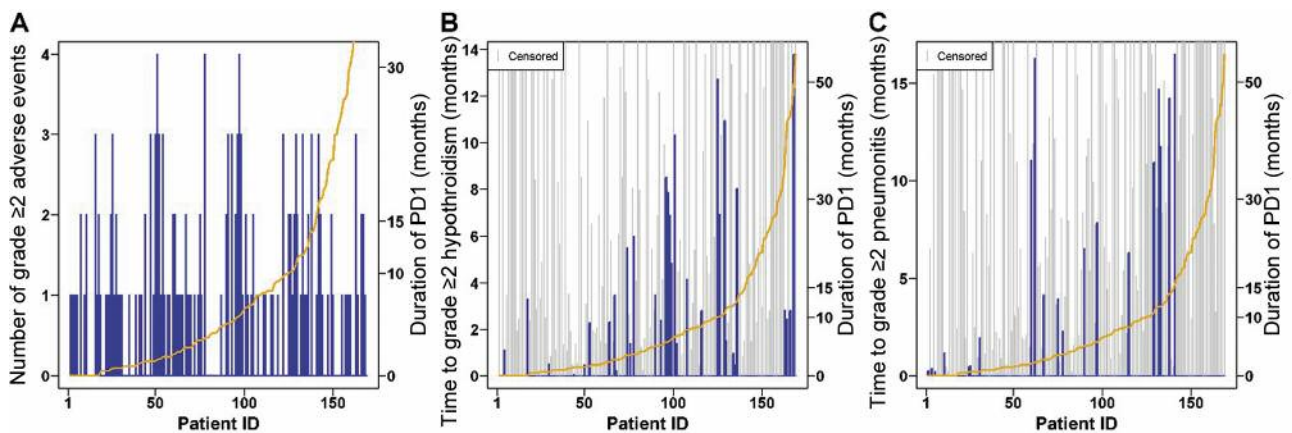 A
Number of grade ≥2 adverse events
4
3
2
1
0
30
15
10
0
Duration of PD1 (months)
1 50 100 150
Patient ID
B
Time to grade ≥2 hypothroidism (months)
Censored
14
12
10
8
6
4
2
0
50
30
15
10
0
Duration of PD1 (months)
1 50 100 150
Patient ID
C
Time to grade ≥2 pneumonitis (months)
Censored
15
10
5
0
50
30
15
10
0
Duration of PD1 (months)
1 50 100 150
Patient ID